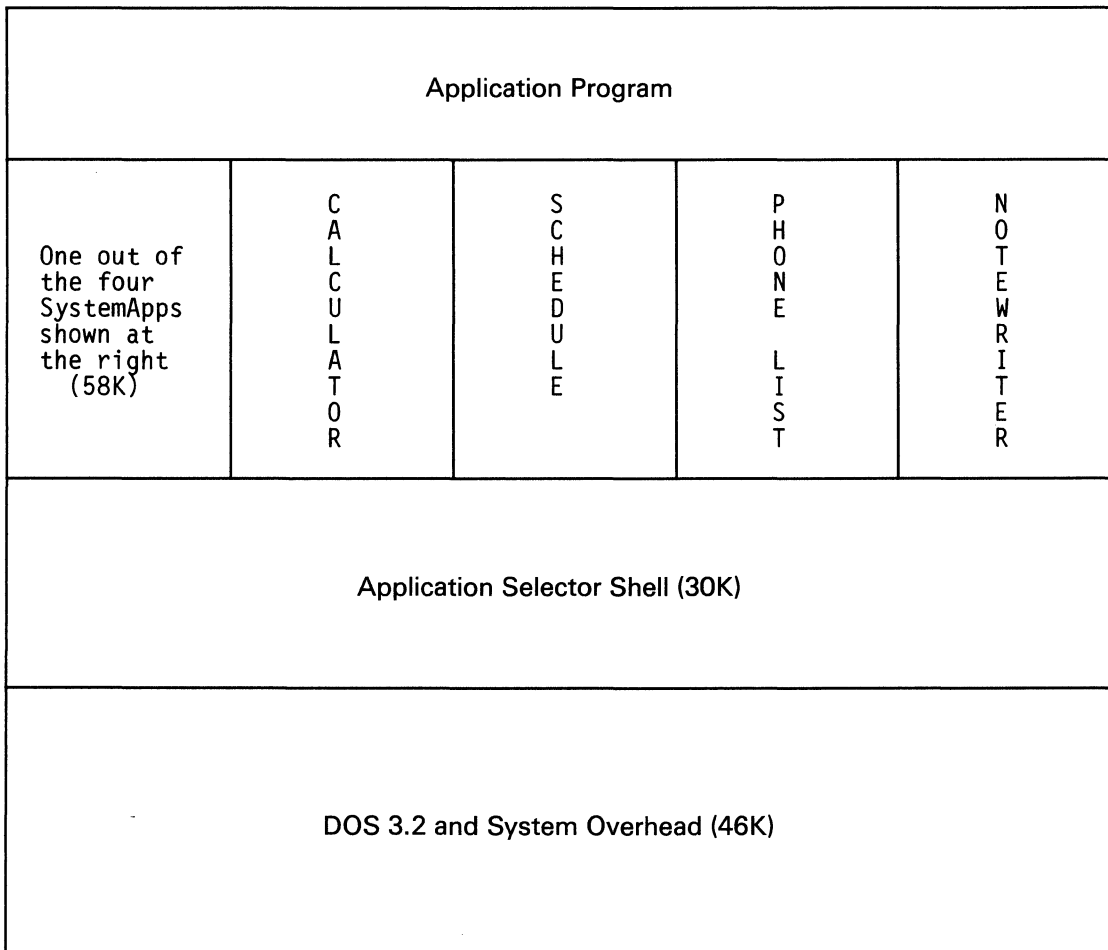 Application Program
One out of
the four
SystemApps
shown at
the right
(58K)
CALCULATOR
SCHEDULE
PHONE LIST
NOTEWRITER
Application Selector Shell (30K)
DOS 3.2 and System Overhead (46K)